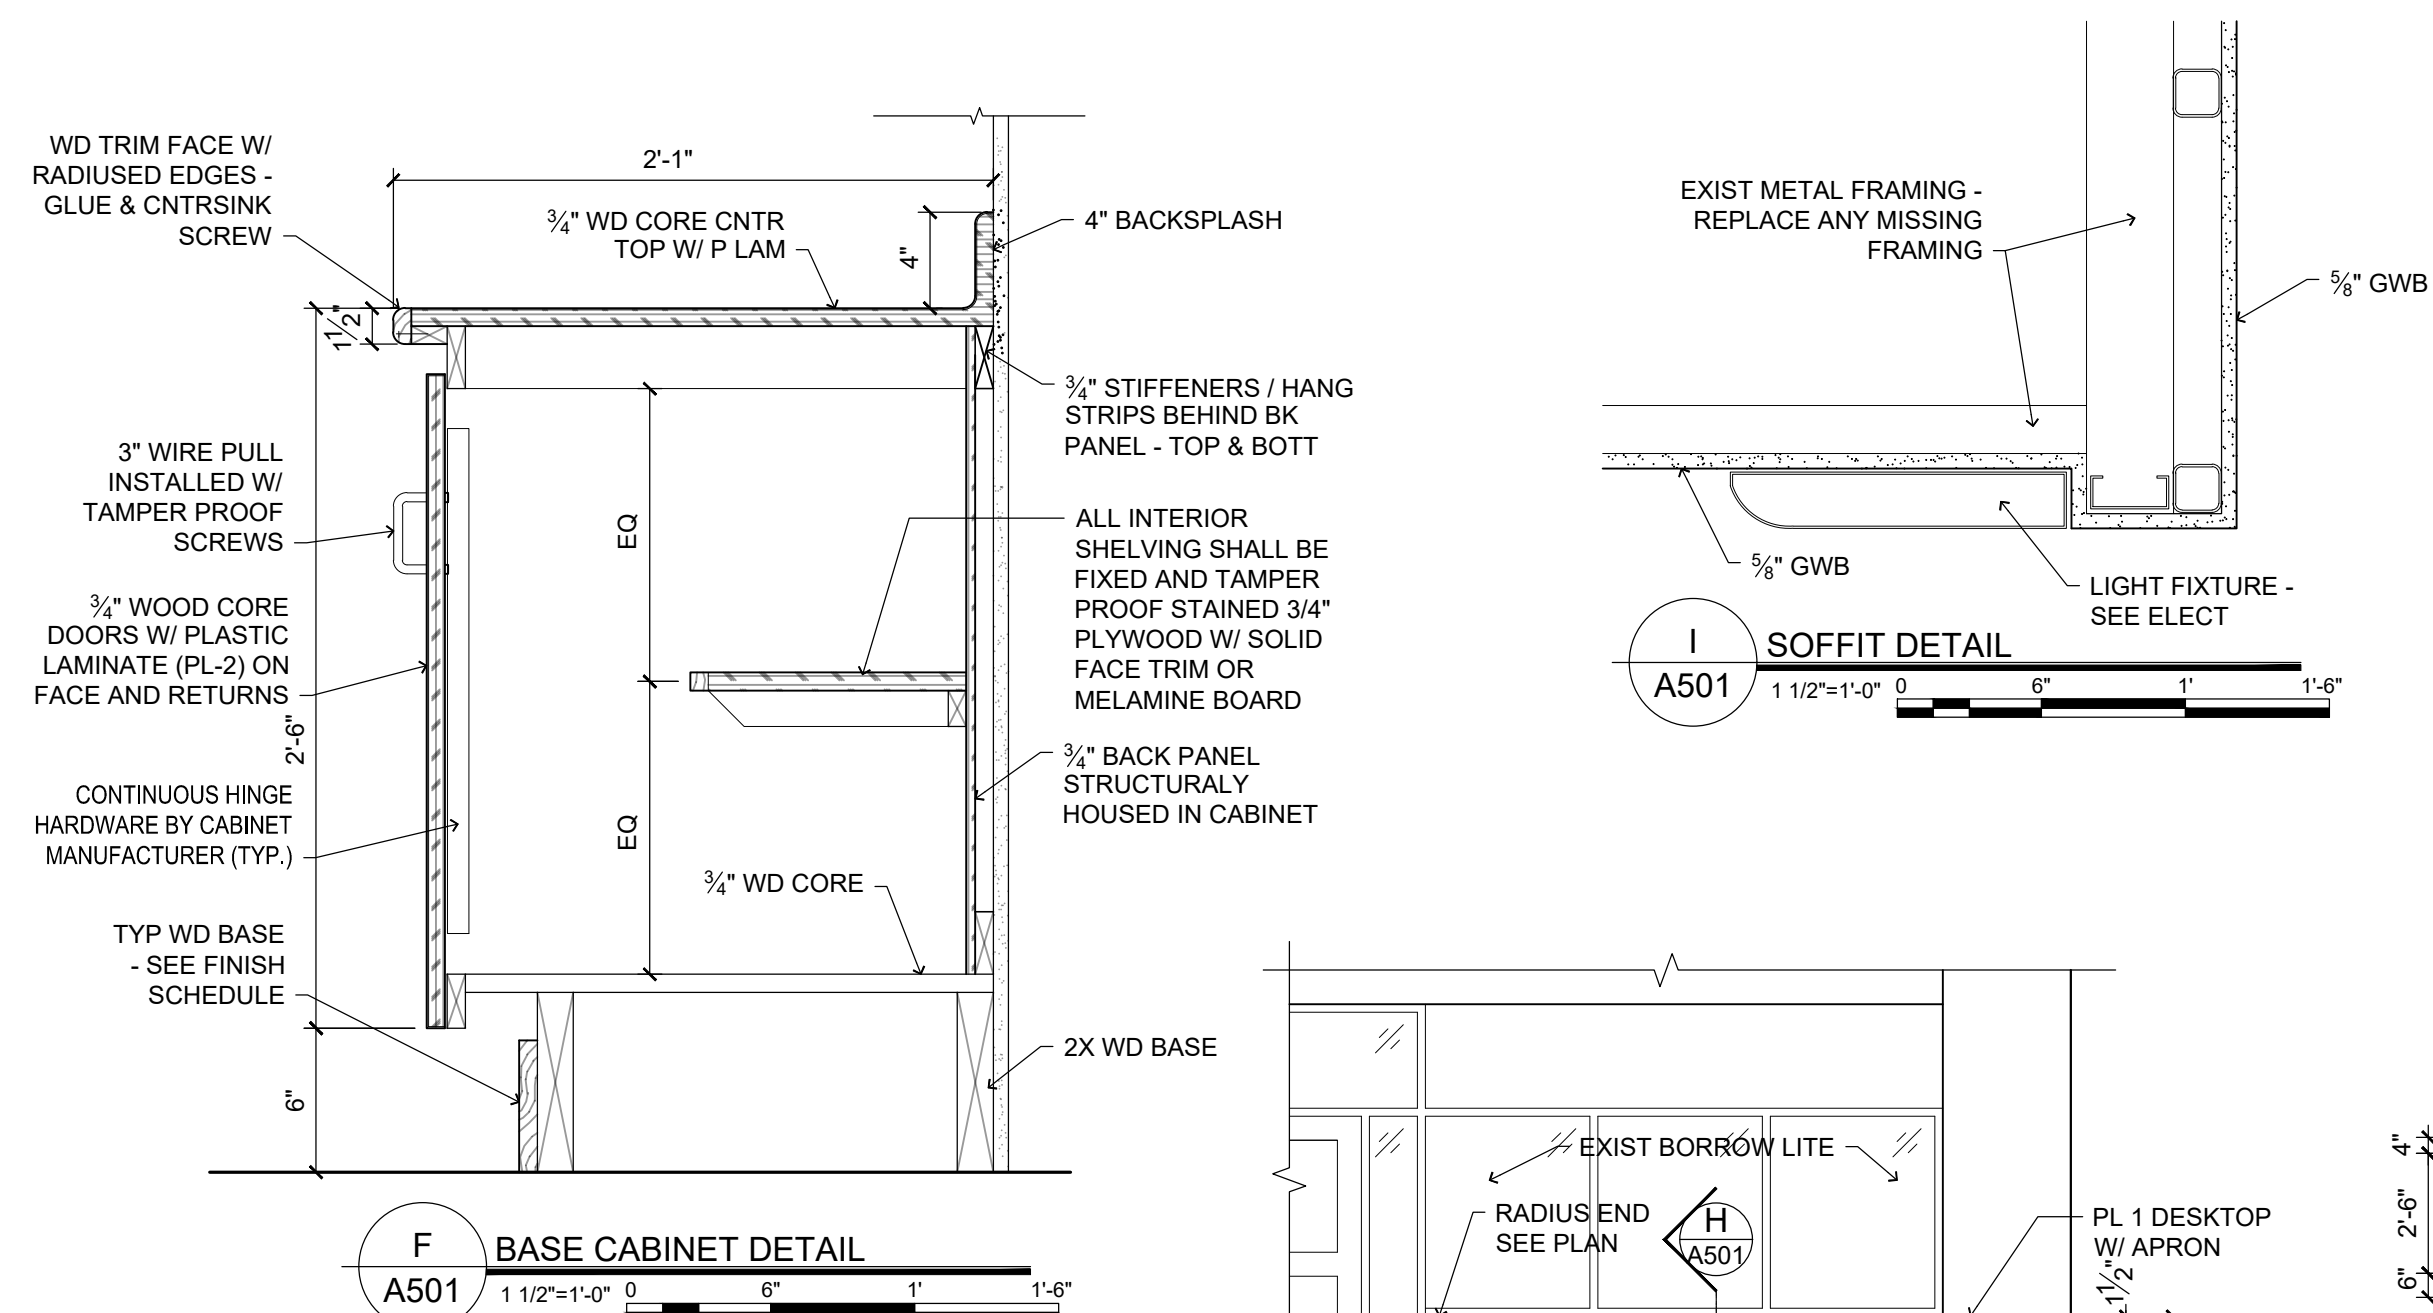 WD TRIM FACE W/
RADIUSED EDGES -
GLUE & CNTRSINK
SCREW
2'-1"
¾" WD CORE CNTR
TOP W/ P LAM
4"
4" BACKSPLASH
1½"
¾" STIFFENERS / HANG
STRIPS BEHIND BK
PANEL - TOP & BOTT
3" WIRE PULL
INSTALLED W/
TAMPER PROOF
SCREWS
EQ
ALL INTERIOR
SHELVING SHALL BE
FIXED AND TAMPER
PROOF STAINED 3/4"
PLYWOOD W/ SOLID
FACE TRIM OR
MELAMINE BOARD
¾" WOOD CORE
DOORS W/ PLASTIC
LAMINATE (PL-2) ON
FACE AND RETURNS
2'-6"
¾" BACK PANEL
STRUCTURALY
HOUSED IN CABINET
CONTINUOUS HINGE
HARDWARE BY CABINET
MANUFACTURER (TYP.)
EQ
¾" WD CORE
TYP WD BASE
- SEE FINISH
SCHEDULE
2X WD BASE
6"
F
A501
BASE CABINET DETAIL
1 1/2"=1'-0"
0 6" 1' 1'-6"
EXIST METAL FRAMING -
REPLACE ANY MISSING
FRAMING
⅝" GWB
⅝" GWB
LIGHT FIXTURE -
SEE ELECT
I
A501
SOFFIT DETAIL
1 1/2"=1'-0"
0 6" 1' 1'-6"
EXIST BORROW LITE
RADIUS END
SEE PLAN
H
A501
PL 1 DESKTOP
W/ APRON
1½"
4"
2'-6"
6"